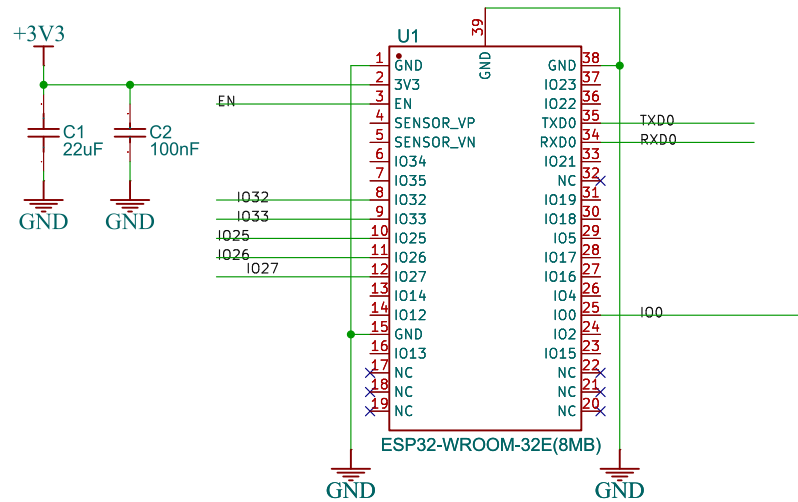 +3V3
C1
22uF
C2
100nF
GND
GND
EN
IO32
IO33
IO25
IO26
IO27
U1
39
GND
1 GND
2 3V3
3 EN
4 SENSOR_VP
5 SENSOR_VN
6 IO34
7 IO35
8 IO32
9 IO33
10 IO25
11 IO26
12 IO27
13 IO14
14 IO12
15 GND
16 IO13
17 NC
18 NC
19 NC
GND 38
IO23 37
IO22 36
TXD0 35
RXD0 34
IO21 33
NC 32
IO19 31
IO18 30
IO5 29
IO17 28
IO16 27
IO4 26
IO0 25
IO2 24
IO15 23
NC 22
NC 21
NC 20
TXD0
RXD0
IO0
ESP32-WROOM-32E(8MB)
GND
GND